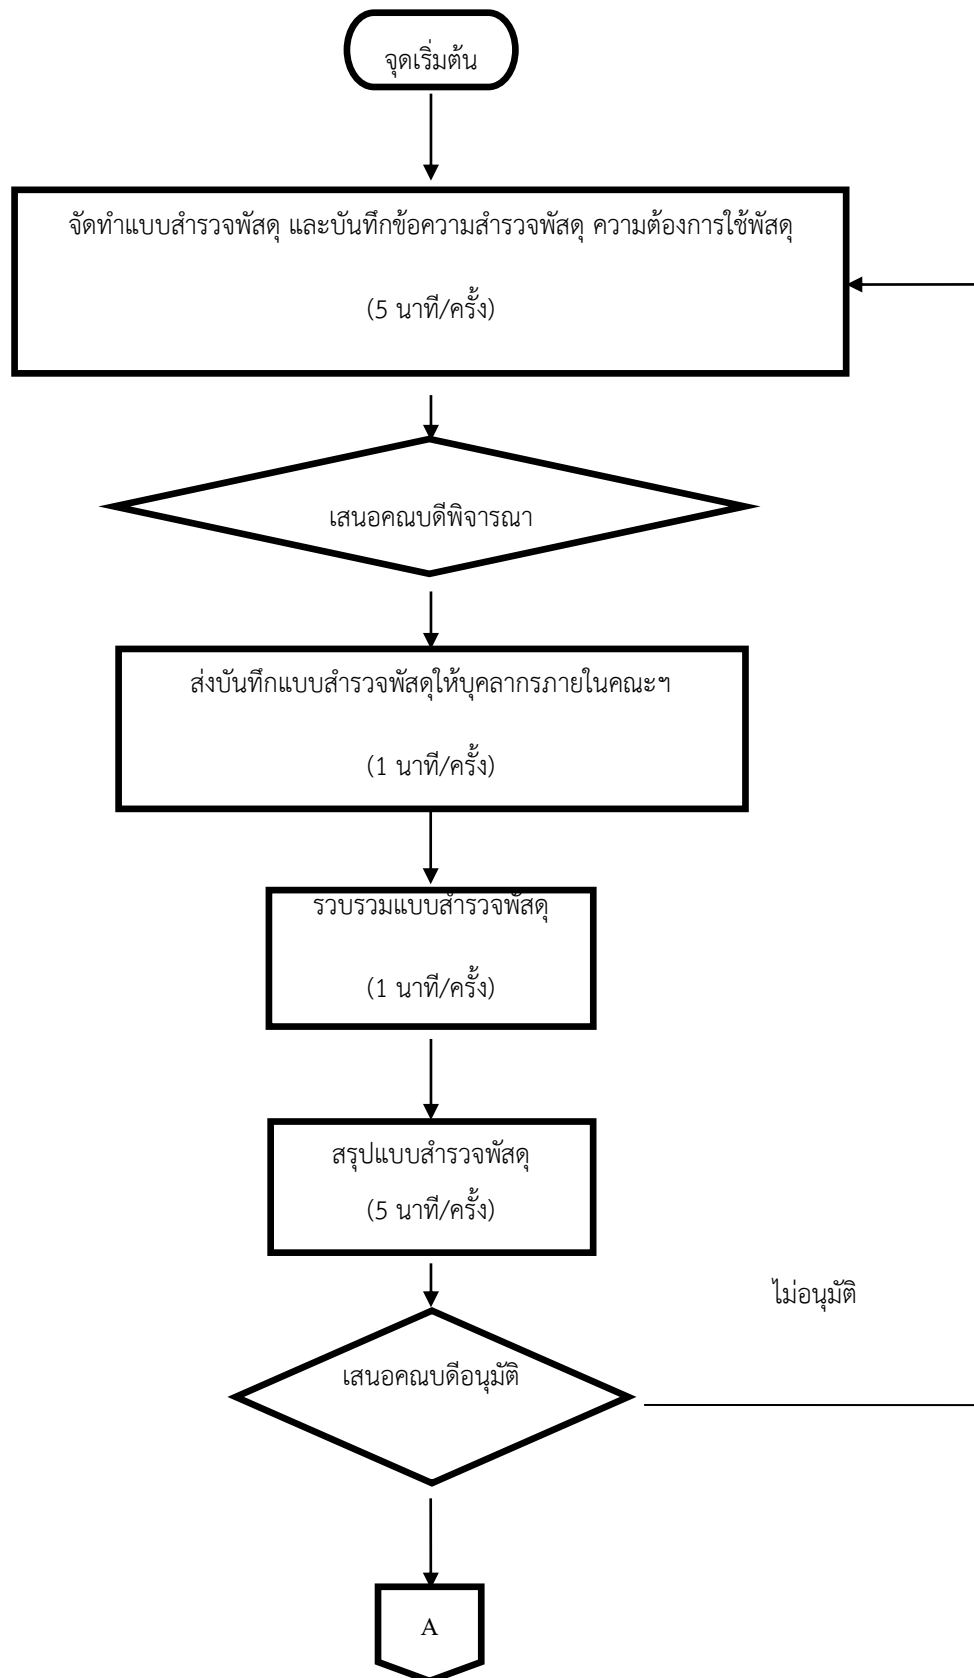 จุดเริ่มต้น
จัดทำแบบสำรวจพัสดุ และบันทึกข้อความสำรวจพัสดุ ความต้องการใช้พัสดุ
(5 นาที/ครั้ง)
เสนอคณบดีพิจารณา
ส่งบันทึกแบบสำรวจพัสดุให้บุคลากรภายในคณะฯ
(1 นาที/ครั้ง)
รวบรวมแบบสำรวจพัสดุ
(1 นาที/ครั้ง)
สรุปแบบสำรวจพัสดุ
(5 นาที/ครั้ง)
ไม่อนุมัติ
เสนอคณบดีอนุมัติ
A